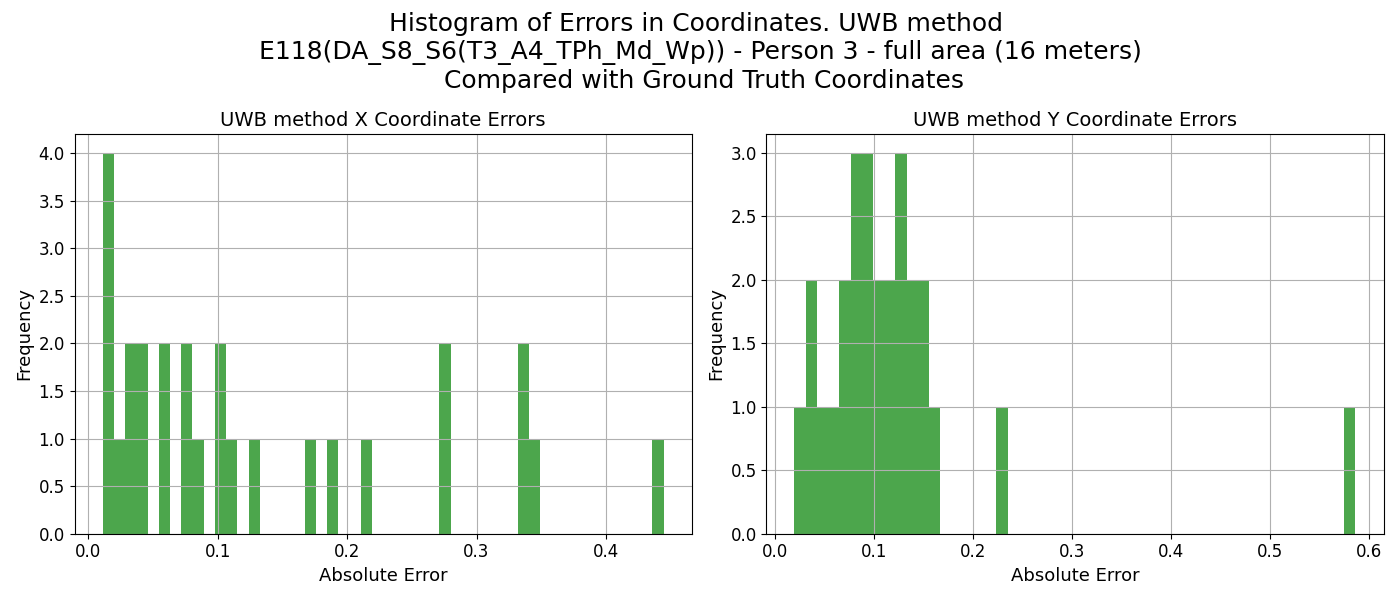 Histogram of Errors in Coordinates. UWB method
E118(DA_S8_S6(T3_A4_TPh_Md_Wp)) - Person 3 - full area (16 meters)
Compared with Ground Truth Coordinates
UWB method X Coordinate Errors
4.0
3.5
3.0
2.5
2.0
1.5
1.0
0.5
0.0
Frequency
0.0 0.1 0.2 0.3 0.4
Absolute Error
UWB method Y Coordinate Errors
3.0
2.5
2.0
1.5
1.0
0.5
0.0
Frequency
0.0 0.1 0.2 0.3 0.4 0.5 0.6
Absolute Error